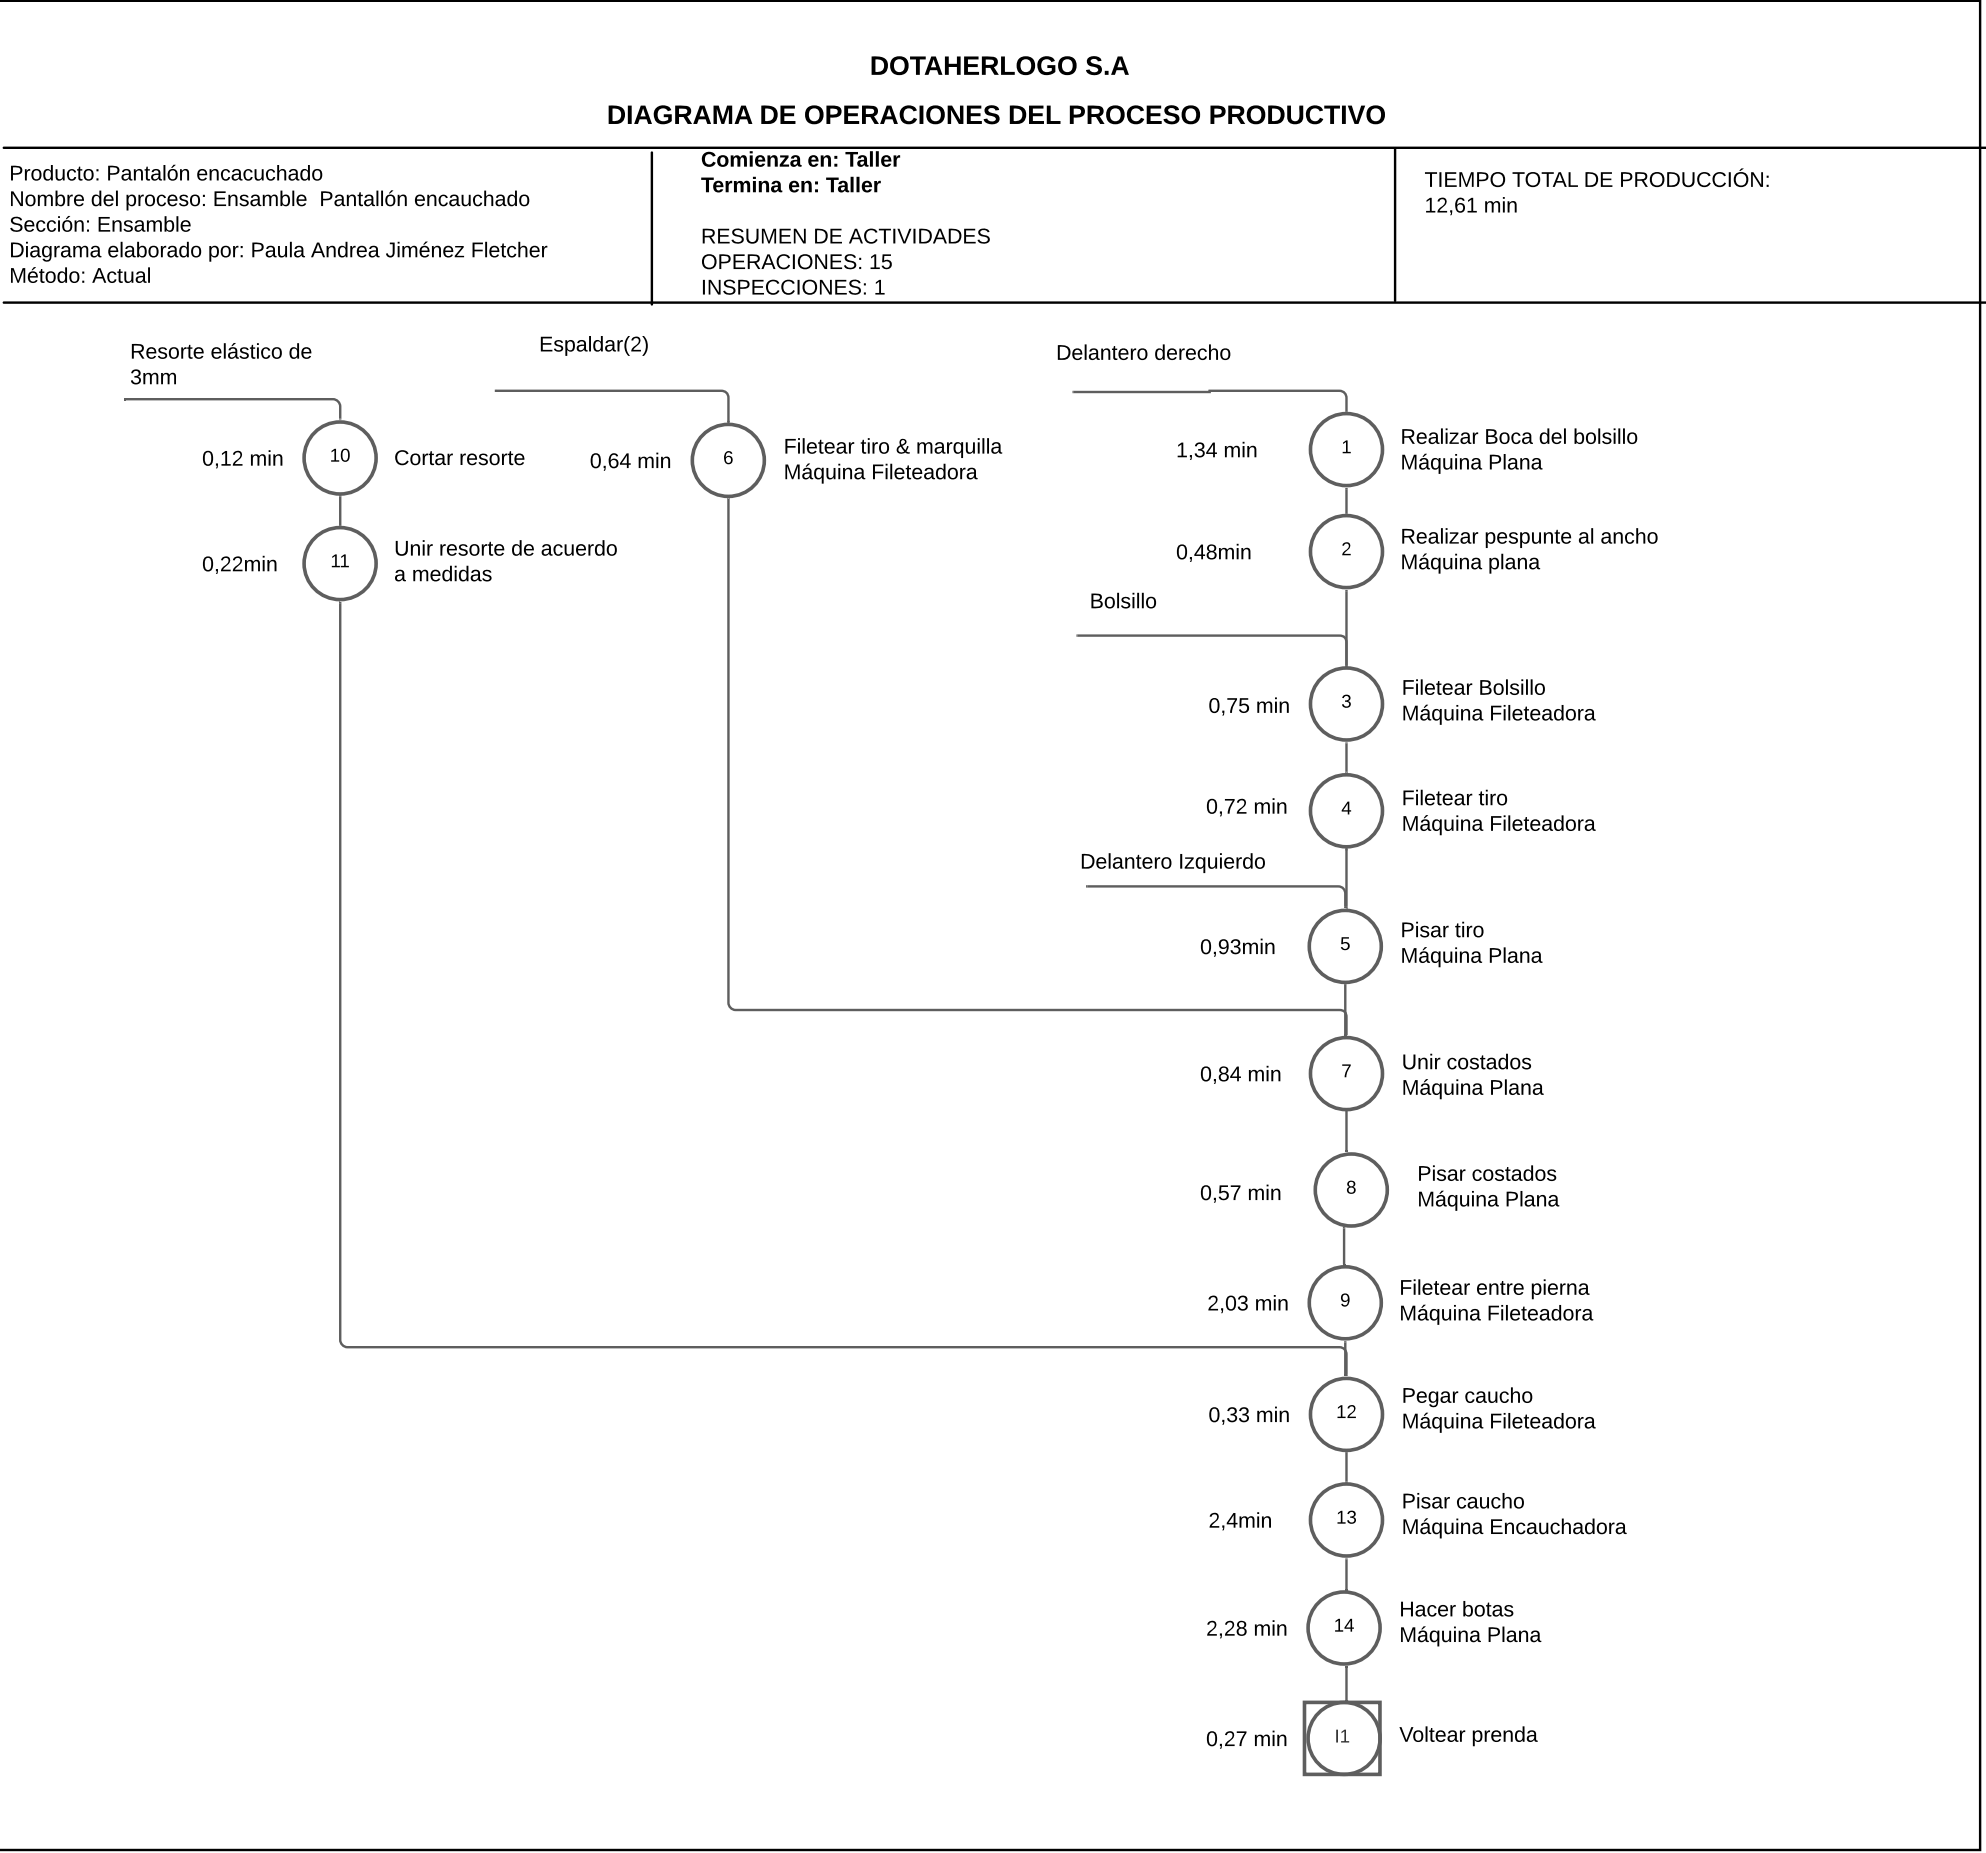 DOTAHERLOGO S.A
DIAGRAMA DE OPERACIONES DEL PROCESO PRODUCTIVO
Producto: Pantalón encacuchado
Nombre del proceso: Ensamble  Pantallón encauchado
Sección: Ensamble
Diagrama elaborado por: Paula Andrea Jiménez Fletcher
Método: Actual
Comienza en: Taller
Termina en: Taller
RESUMEN DE ACTIVIDADES
OPERACIONES: 15
INSPECCIONES: 1
TIEMPO TOTAL DE PRODUCCIÓN:
12,61 min
Resorte elástico de
3mm
0,12 min
10
Cortar resorte
0,22min
11
Unir resorte de acuerdo
a medidas
Espaldar(2)
0,64 min
6
Filetear tiro & marquilla
Máquina Fileteadora
Delantero derecho
1,34 min
1
Realizar Boca del bolsillo
Máquina Plana
0,48min
2
Realizar pespunte al ancho
Máquina plana
Bolsillo
0,75 min
3
Filetear Bolsillo
Máquina Fileteadora
0,72 min
4
Filetear tiro
Máquina Fileteadora
Delantero Izquierdo
0,93min
5
Pisar tiro
Máquina Plana
0,84 min
7
Unir costados
Máquina Plana
0,57 min
8
Pisar costados
Máquina Plana
2,03 min
9
Filetear entre pierna
Máquina Fileteadora
0,33 min
12
Pegar caucho
Máquina Fileteadora
2,4min
13
Pisar caucho
Máquina Encauchadora
2,28 min
14
Hacer botas
Máquina Plana
0,27 min
I1
Voltear prenda